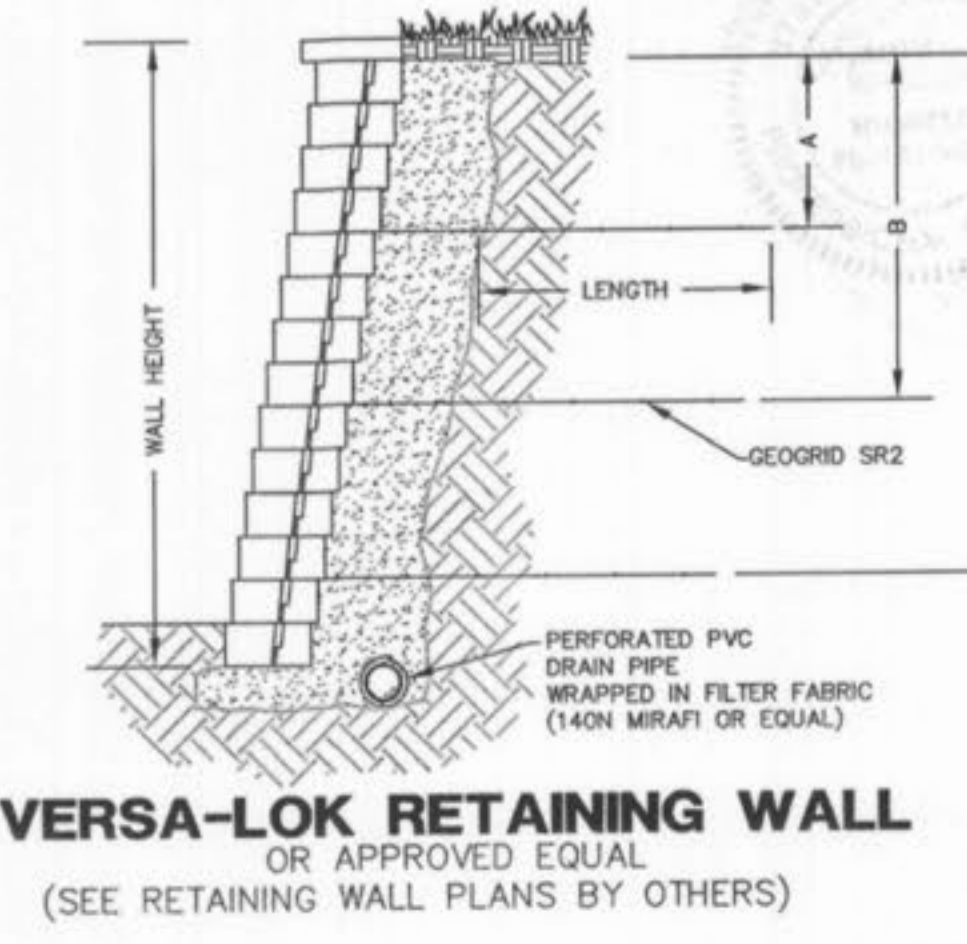 WALL HEIGHT
A
B
LENGTH
GEOGRID SR2
PERFORATED PVC
DRAIN PIPE
WRAPPED IN FILTER FABRIC
(140N MIRAFI OR EQUAL)
VERSA-LOK RETAINING WALL
OR APPROVED EQUAL
(SEE RETAINING WALL PLANS BY OTHERS)